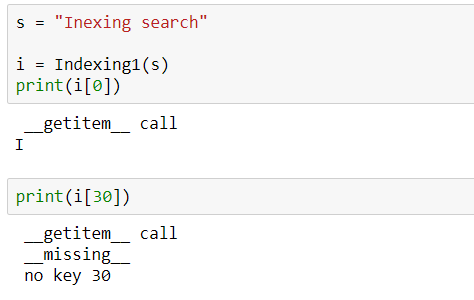 s = "Inexing search"
i = Indexing1(s)
print(i[0])
__getitem__ call
I
print(i[30])
__getitem__ call
__missing__
no key 30